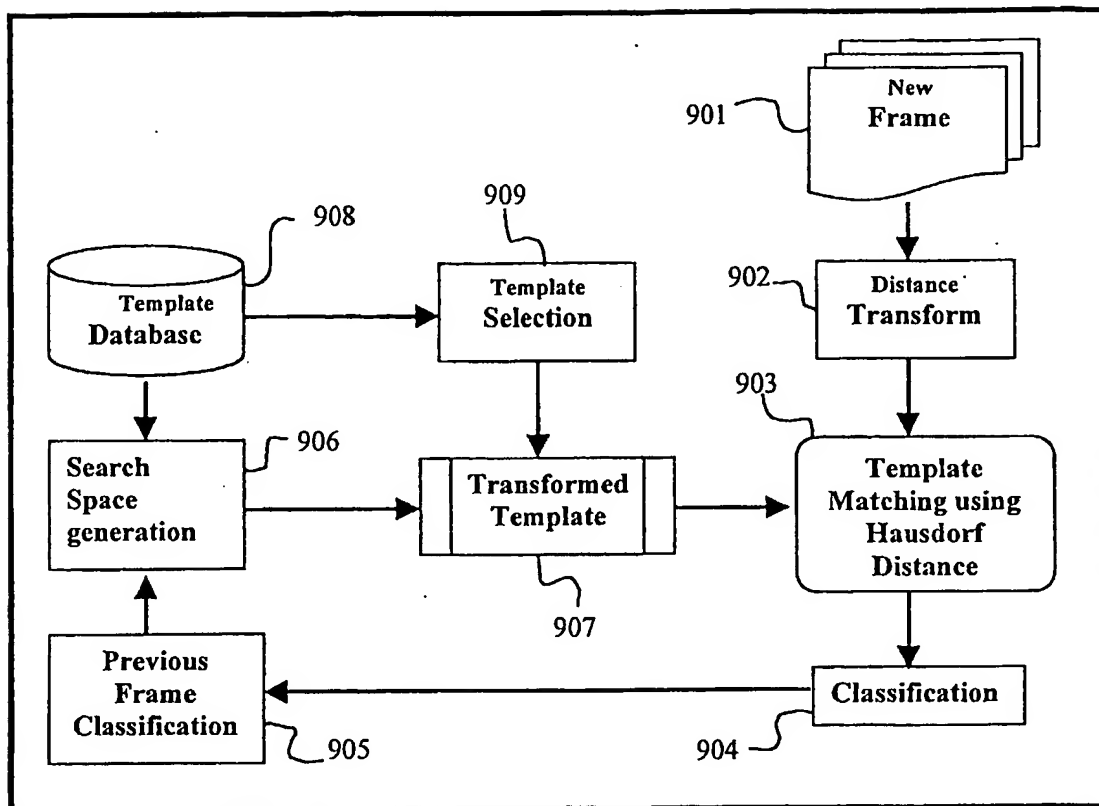 New
Frame
901
909
908
Template
Database
Template
Selection
902
Distance
Transform
903
906
Search
Space
generation
Transformed
Template
Template
Matching using
Hausdorf
Distance
907
Previous
Frame
Classification
905
Classification
904